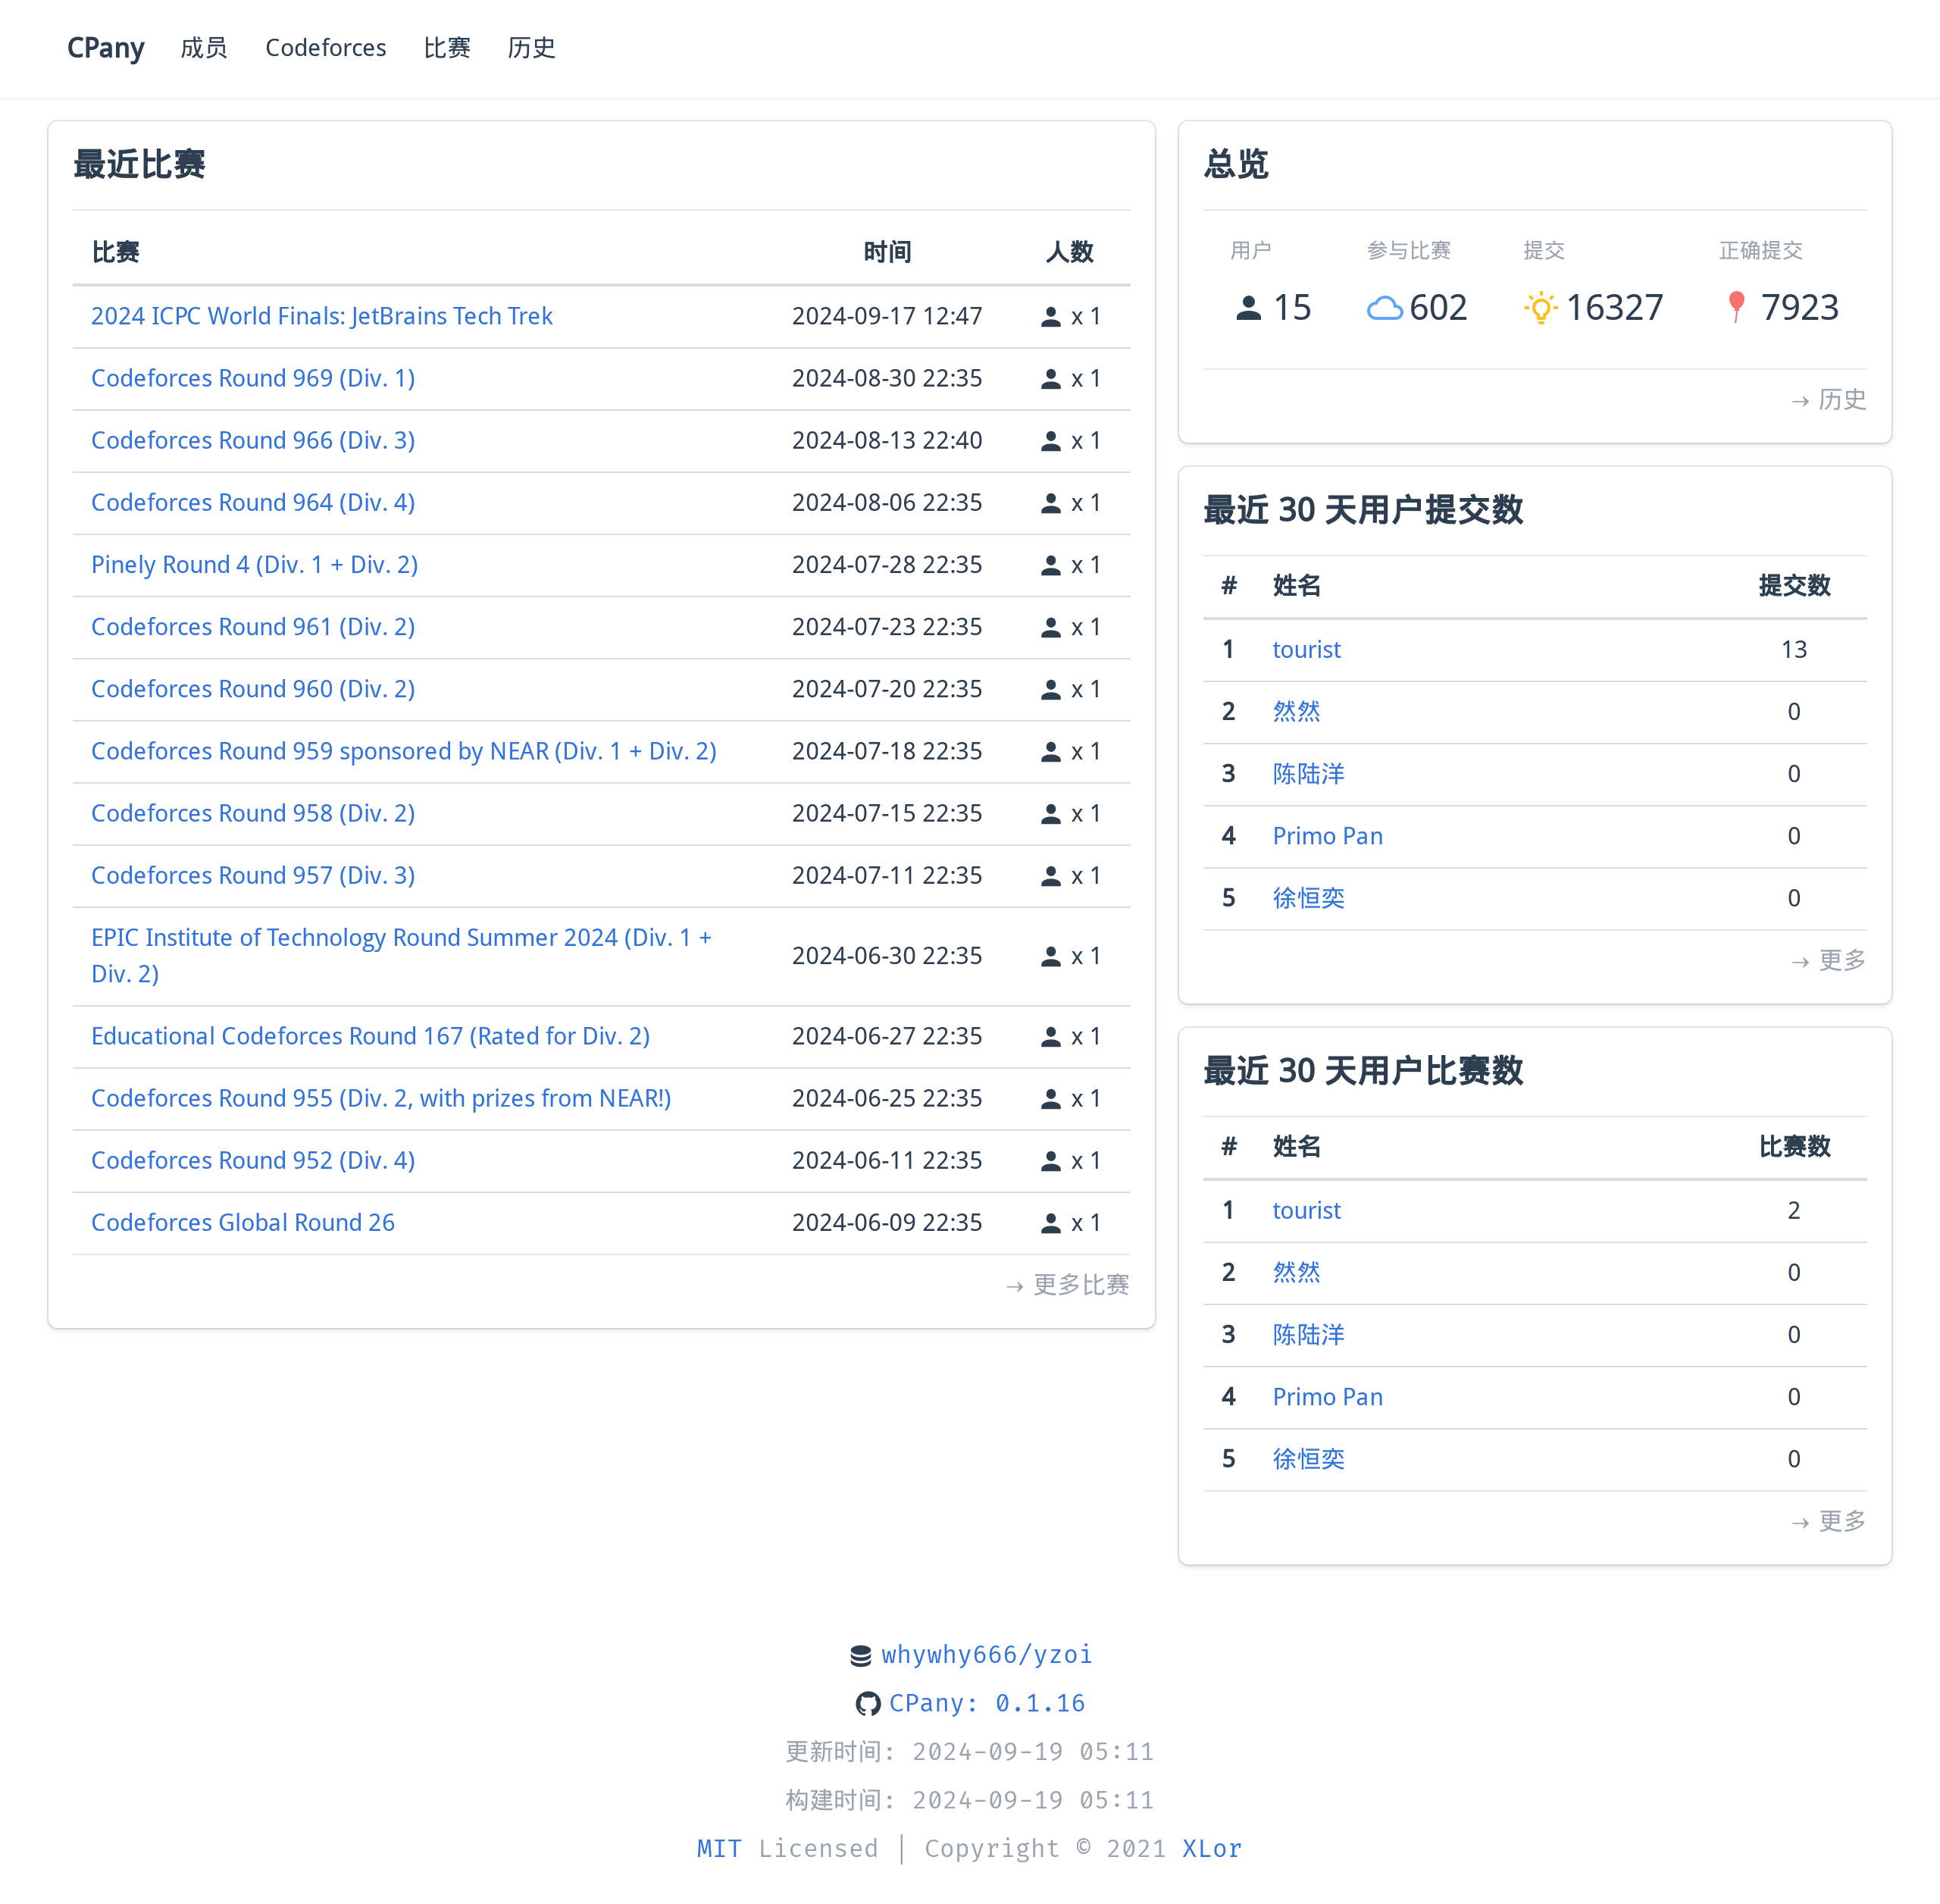 CPany 成员 Codeforces 比赛 历史
最近比赛
比赛 时间 人数
2024 ICPC World Finals: JetBrains Tech Trek 2024-09-17 12:47 x 1
Codeforces Round 969 (Div. 1) 2024-08-30 22:35 x 1
Codeforces Round 966 (Div. 3) 2024-08-13 22:40 x 1
Codeforces Round 964 (Div. 4) 2024-08-06 22:35 x 1
Pinely Round 4 (Div. 1 + Div. 2) 2024-07-28 22:35 x 1
Codeforces Round 961 (Div. 2) 2024-07-23 22:35 x 1
Codeforces Round 960 (Div. 2) 2024-07-20 22:35 x 1
Codeforces Round 959 sponsored by NEAR (Div. 1 + Div. 2) 2024-07-18 22:35 x 1
Codeforces Round 958 (Div. 2) 2024-07-15 22:35 x 1
Codeforces Round 957 (Div. 3) 2024-07-11 22:35 x 1
EPIC Institute of Technology Round Summer 2024 (Div. 1 +
Div. 2) 2024-06-30 22:35 x 1
Educational Codeforces Round 167 (Rated for Div. 2) 2024-06-27 22:35 x 1
Codeforces Round 955 (Div. 2, with prizes from NEAR!) 2024-06-25 22:35 x 1
Codeforces Round 952 (Div. 4) 2024-06-11 22:35 x 1
Codeforces Global Round 26 2024-06-09 22:35 x 1
→ 更多比赛
总览
用户 参与比赛 提交 正确提交
15 602 16327 7923
→ 历史
最近 30 天用户提交数
# 姓名 提交数
1 tourist 13
2 然然 0
3 陈陆洋 0
4 Primo Pan 0
5 徐恒奕 0
→ 更多
最近 30 天用户比赛数
# 姓名 比赛数
1 tourist 2
2 然然 0
3 陈陆洋 0
4 Primo Pan 0
5 徐恒奕 0
→ 更多
whywhy666/yzoi
CPany: 0.1.16
更新时间: 2024-09-19 05:11
构建时间: 2024-09-19 05:11
MIT Licensed | Copyright © 2021 XLor